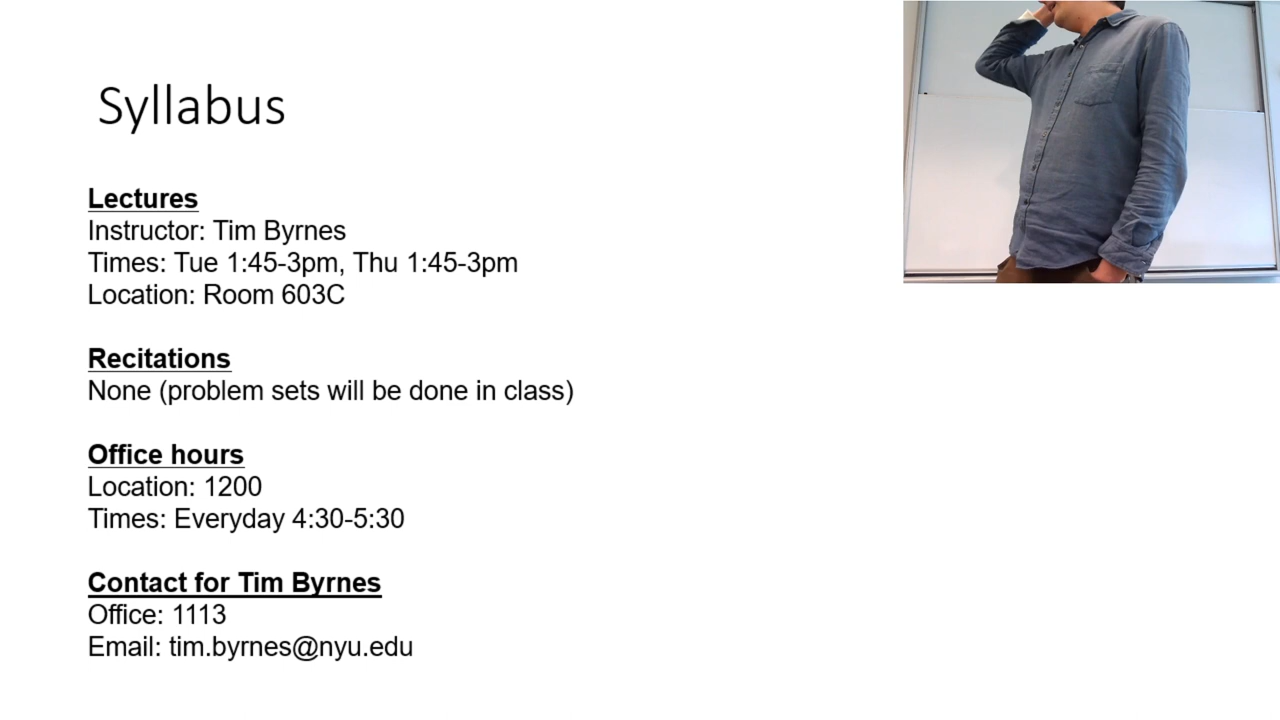 Syllabus
Lectures
Instructor: Tim Byrnes
Times: Tue 1:45-3pm, Thu 1:45-3pm
Location: Room 603C
Recitations
None (problem sets will be done in class)
Office hours
Location: 1200
Times: Everyday 4:30-5:30
Contact for Tim Byrnes
Office: 1113
Email: tim.byrnes@nyu.edu